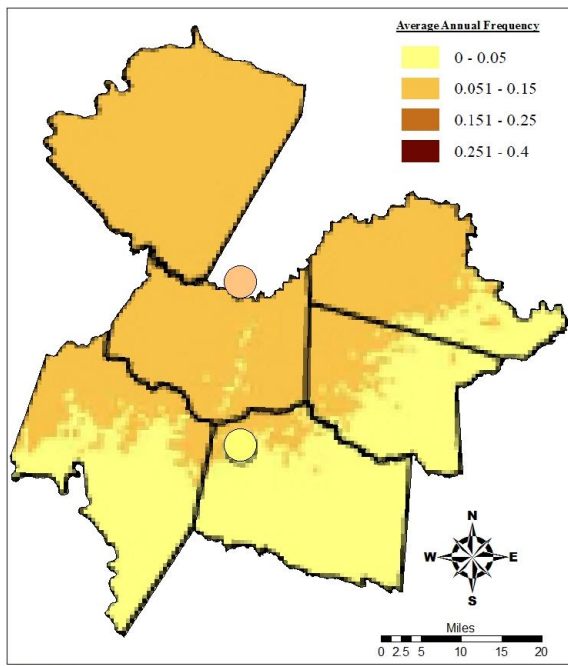 Average Annual Frequency
0 - 0.05
0.051 - 0.15
0.151 - 0.25
0.251 - 0.4
N
W E
S
Miles
0 2.5 5 10 15 20